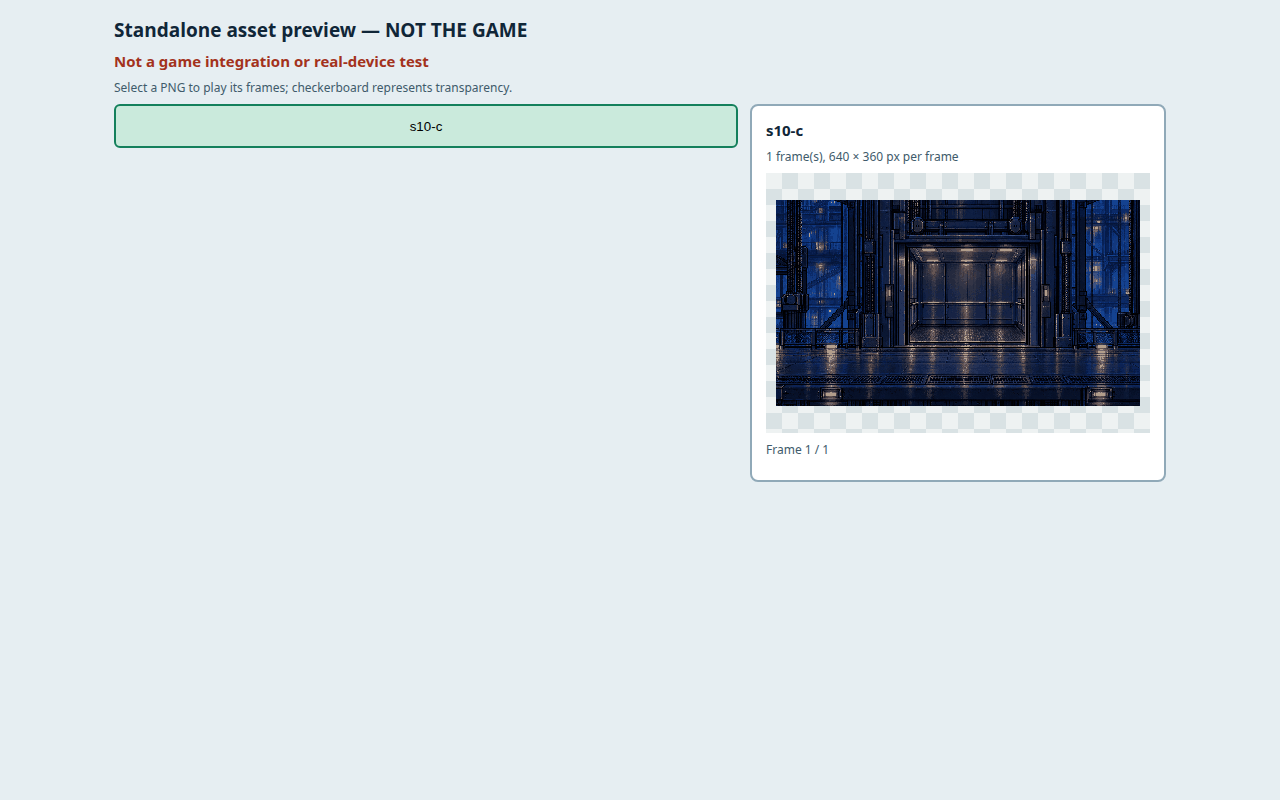 Standalone asset preview — NOT THE GAME
Not a game integration or real-device test
Select a PNG to play its frames; checkerboard represents transparency.
s10-c
s10-c
1 frame(s), 640 × 360 px per frame
Frame 1 / 1